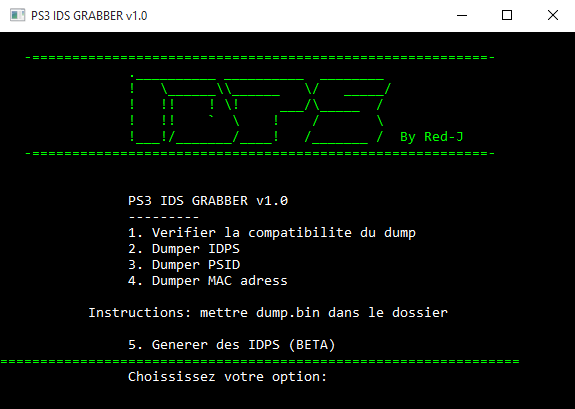 PS3 IDS GRABBER v1.0
IDPS
By Red-J
PS3 IDS GRABBER v1.0
---------
1. Verifier la compatibilite du dump
2. Dumper IDPS
3. Dumper PSID
4. Dumper MAC adress
Instructions: mettre dump.bin dans le dossier
5. Generer des IDPS (BETA)
Choississez votre option: